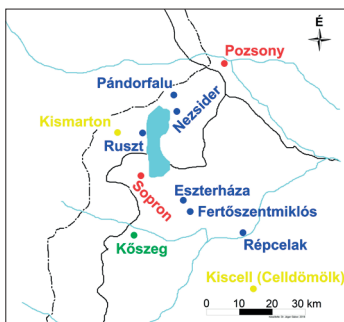 É
Pozsony
Pándorfalu
Nezsider
Kismarton
Ruszt
Sopron
Eszterháza
Fertőszentmiklós
Kőszeg
Répcelak
Kiscell (Celldömölk)
0 10 20 30 km